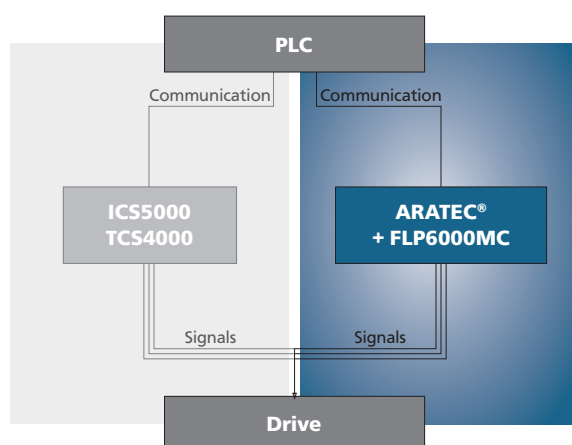 PLC
Communication
Communication
ICS5000
TCS4000
ARATEC®
+ FLP6000MC
Signals
Signals
Drive